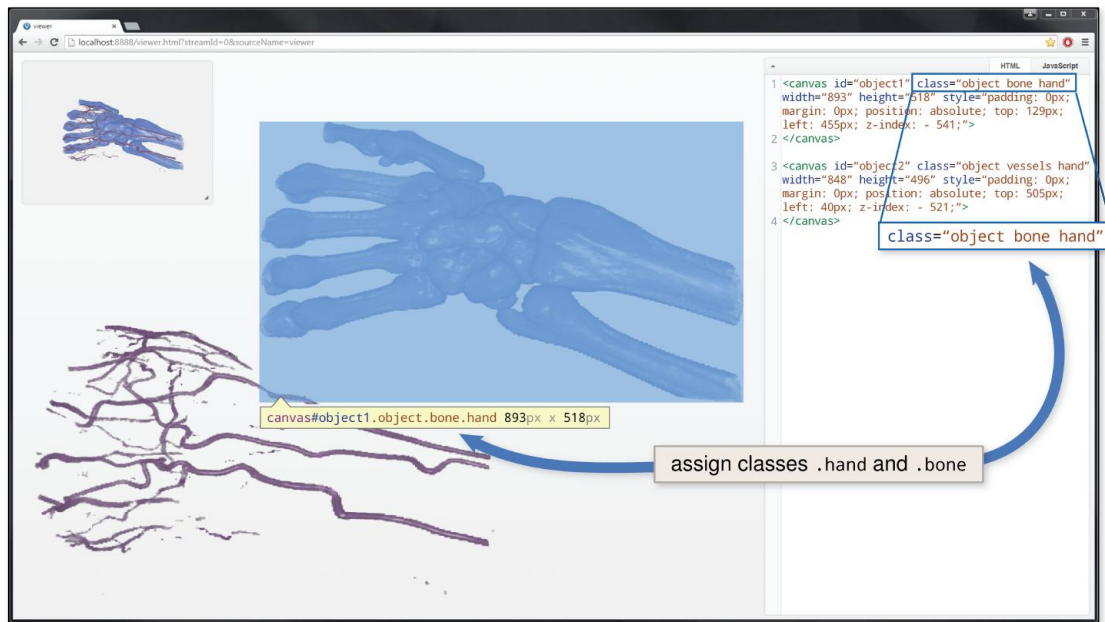 viewer
localhost:8888/viewer.html?streamId=0&sourceName=viewer
HTML JavaScript
1 <canvas id="object1" class="object bone hand"
width="893" height="518" style="padding: 0px;
margin: 0px; position: absolute; top: 129px;
left: 455px; z-index: - 541;">
2 </canvas>
3 <canvas id="object2" class="object vessels hand"
width="848" height="496" style="padding: 0px;
margin: 0px; position: absolute; top: 505px;
left: 40px; z-index: - 521;">
4 </canvas>
class="object bone hand"
canvas#object1.object.bone.hand 893px x 518px
assign classes .hand and .bone